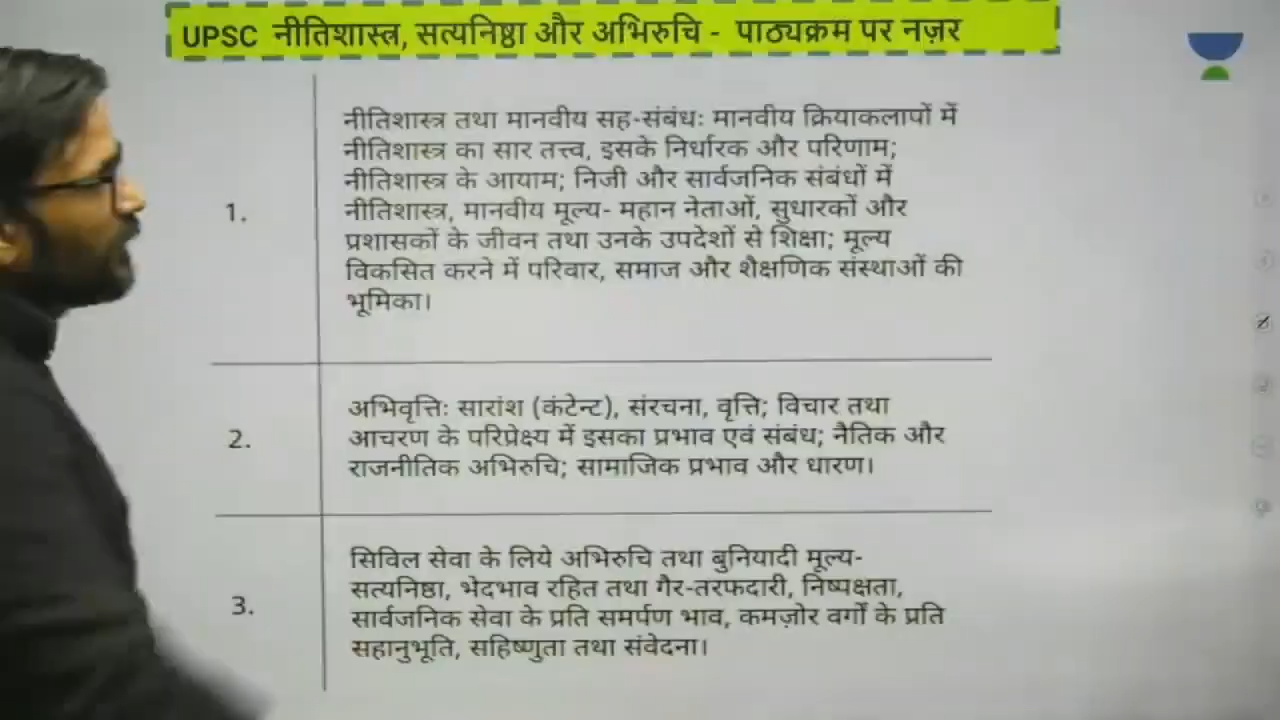 UPSC नीतिशास्त्र, सत्यनिष्ठा और अभिरुचि - पाठ्यक्रम पर नज़र
1.
नीतिशास्त्र तथा मानवीय सह-संबंधः मानवीय क्रियाकलापों में
नीतिशास्त्र का सार तत्त्व, इसके निर्धारक और परिणाम;
नीतिशास्त्र के आयाम; निजी और सार्वजनिक संबंधों में
नीतिशास्त्र, मानवीय मूल्य- महान नेताओं, सुधारकों और
प्रशासकों के जीवन तथा उनके उपदेशों से शिक्षा; मूल्य
विकसित करने में परिवार, समाज और शैक्षणिक संस्थाओं की
भूमिका।
2.
अभिवृत्तिः सारांश (कंटेन्ट), संरचना, वृत्ति; विचार तथा
आचरण के परिप्रेक्ष्य में इसका प्रभाव एवं संबंध; नैतिक और
राजनीतिक अभिरुचि; सामाजिक प्रभाव और धारण।
3.
सिविल सेवा के लिये अभिरुचि तथा बुनियादी मूल्य-
सत्यनिष्ठा, भेदभाव रहित तथा गैर-तरफदारी, निष्पक्षता,
सार्वजनिक सेवा के प्रति समर्पण भाव, कमज़ोर वर्गों के प्रति
सहानुभूति, सहिष्णुता तथा संवेदना।